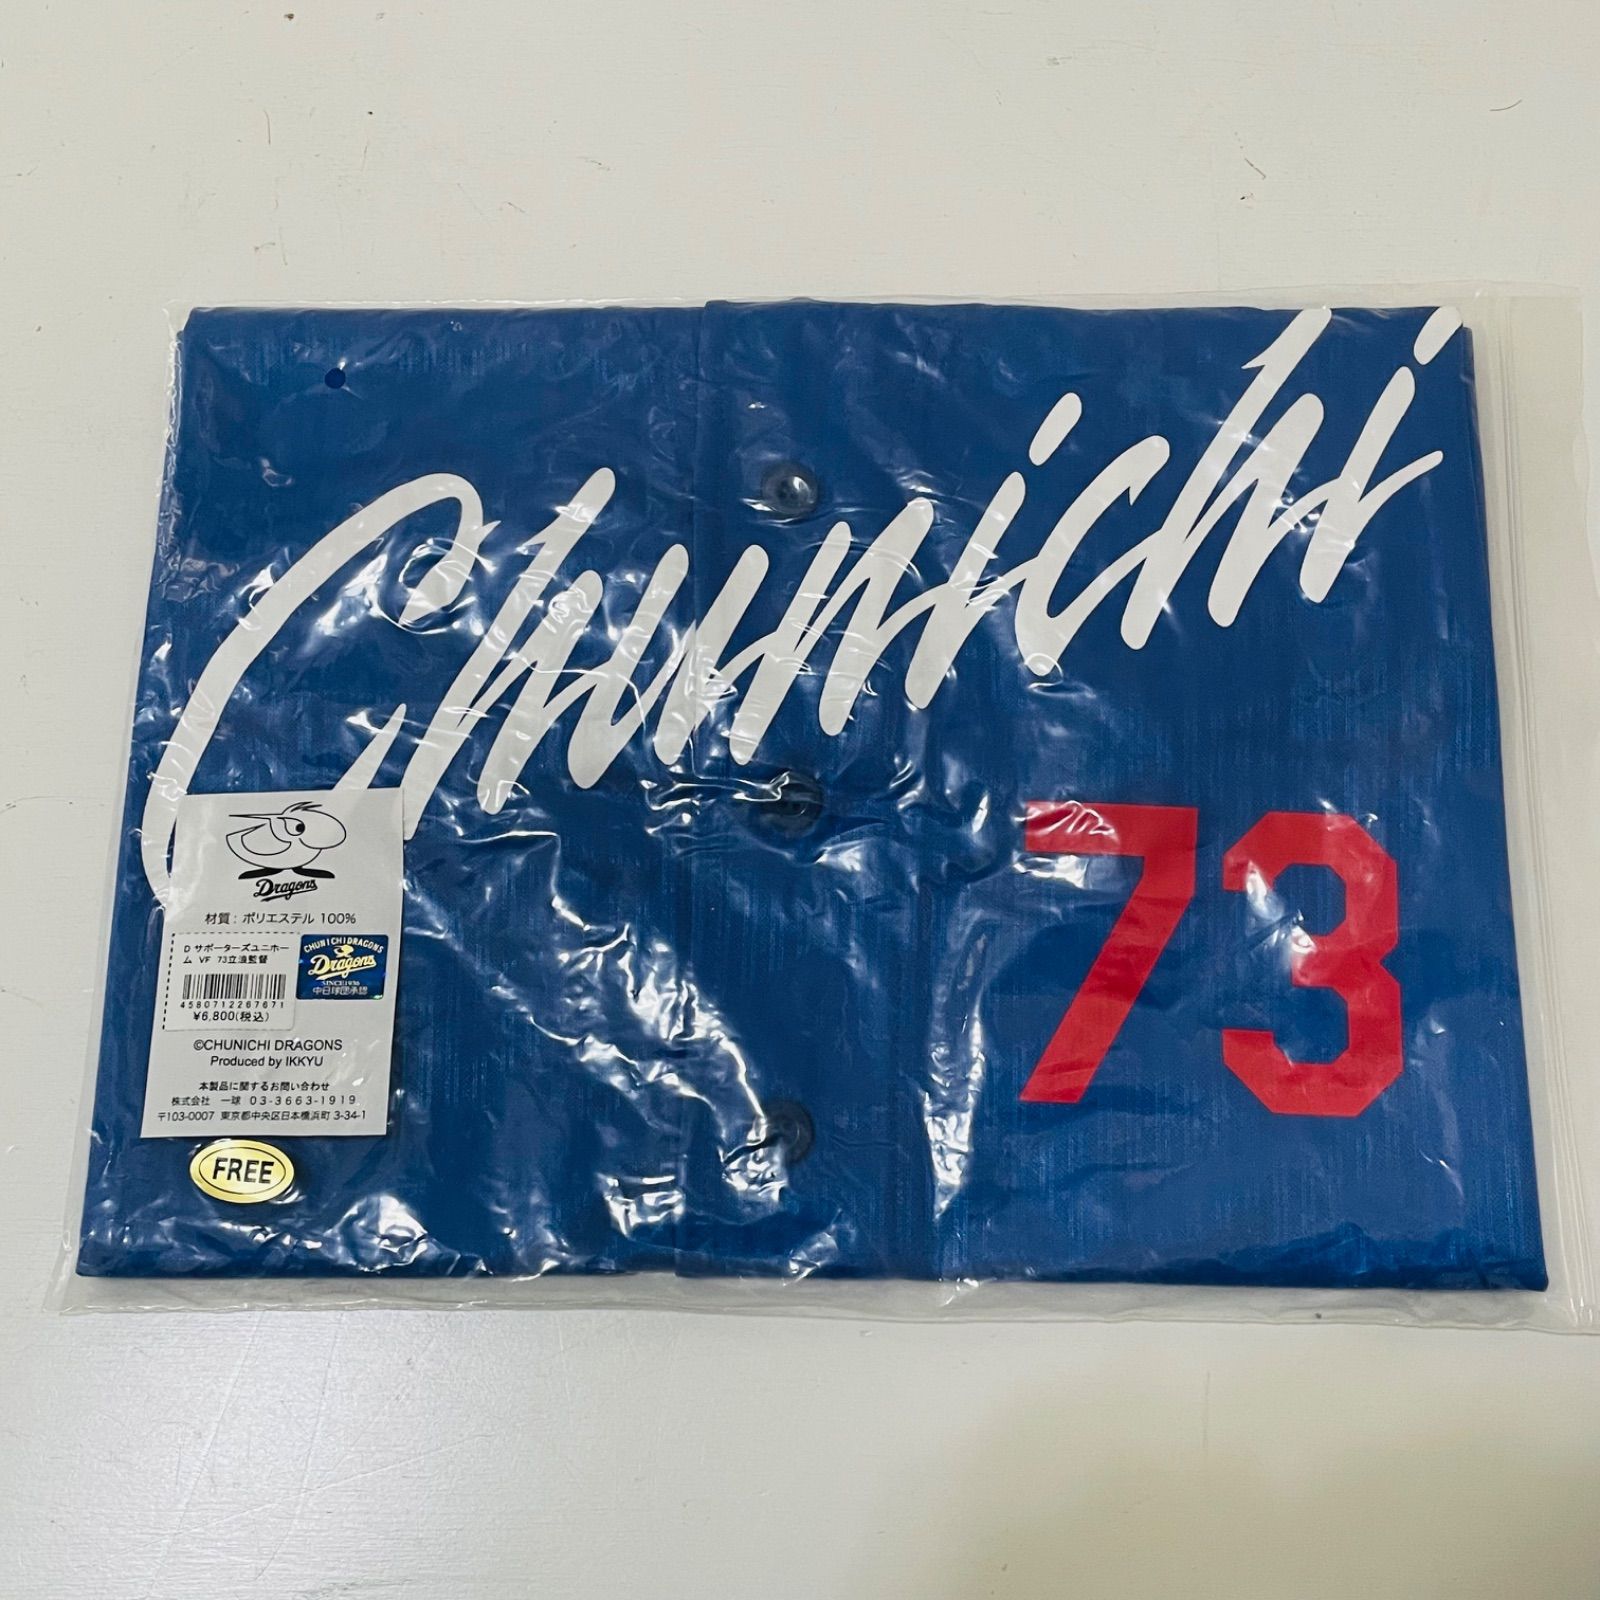 Chunichi
73
Dragons
材質：ポリエステル 100%
D サポーターズユニホー
ム VF 73立浪監督
4580712267671
¥6,800(税込)
CHUNICHI DRAGONS
Dragons
SINCE1936
中日球団承認
©CHUNICHI DRAGONS
Produced by IKKYU
本製品に関するお問い合わせ
株式会社 一球 03-3663-1919
〒103-0007 東京都中央区日本橋浜町 3-34-1
FREE